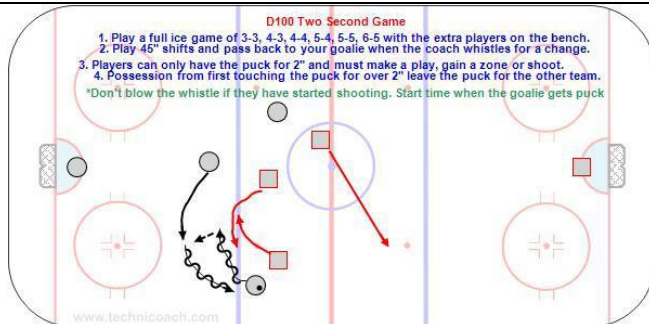 D100 Two Second Game
1. Play a full ice game of 3-3, 4-3, 4-4, 5-4, 5-5, 6-5 with the extra players on the bench.
2. Play 45" shifts and pass back to your goalie when the coach whistles for a change.
3. Players can only have the puck for 2" and must make a play, gain a zone or shoot.
4. Possession from first touching the puck for over 2" leave the puck for the other team.
*Don't blow the whistle if they have started shooting. Start time when the goalie gets puck
www.technicoach.com